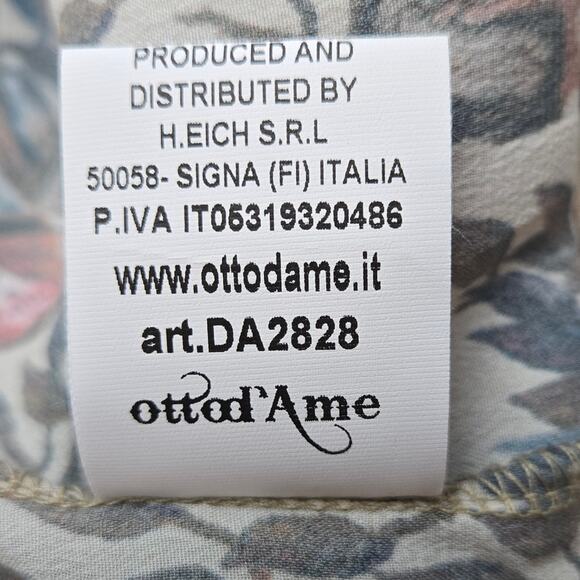 PRODUCED AND
DISTRIBUTED BY
H.EICH S.R.L
50058- SIGNA (FI) ITALIA
P.IVA IT05319320486
www.ottodame.it
art.DA2828
ottod'Ame